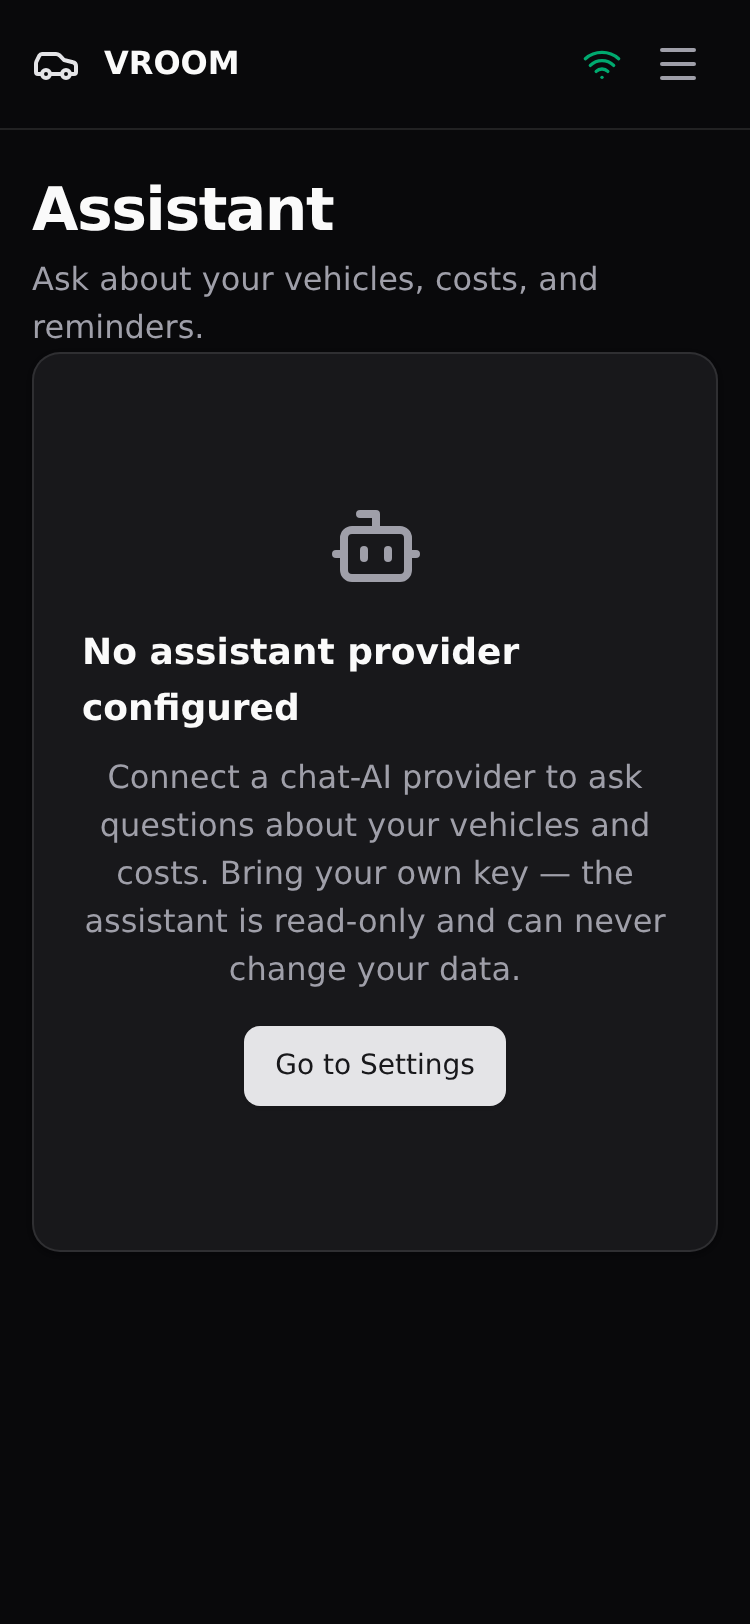 VROOM
Assistant
Ask about your vehicles, costs, and
reminders.
No assistant provider
configured
Connect a chat-AI provider to ask
questions about your vehicles and
costs. Bring your own key — the
assistant is read-only and can never
change your data.
Go to Settings